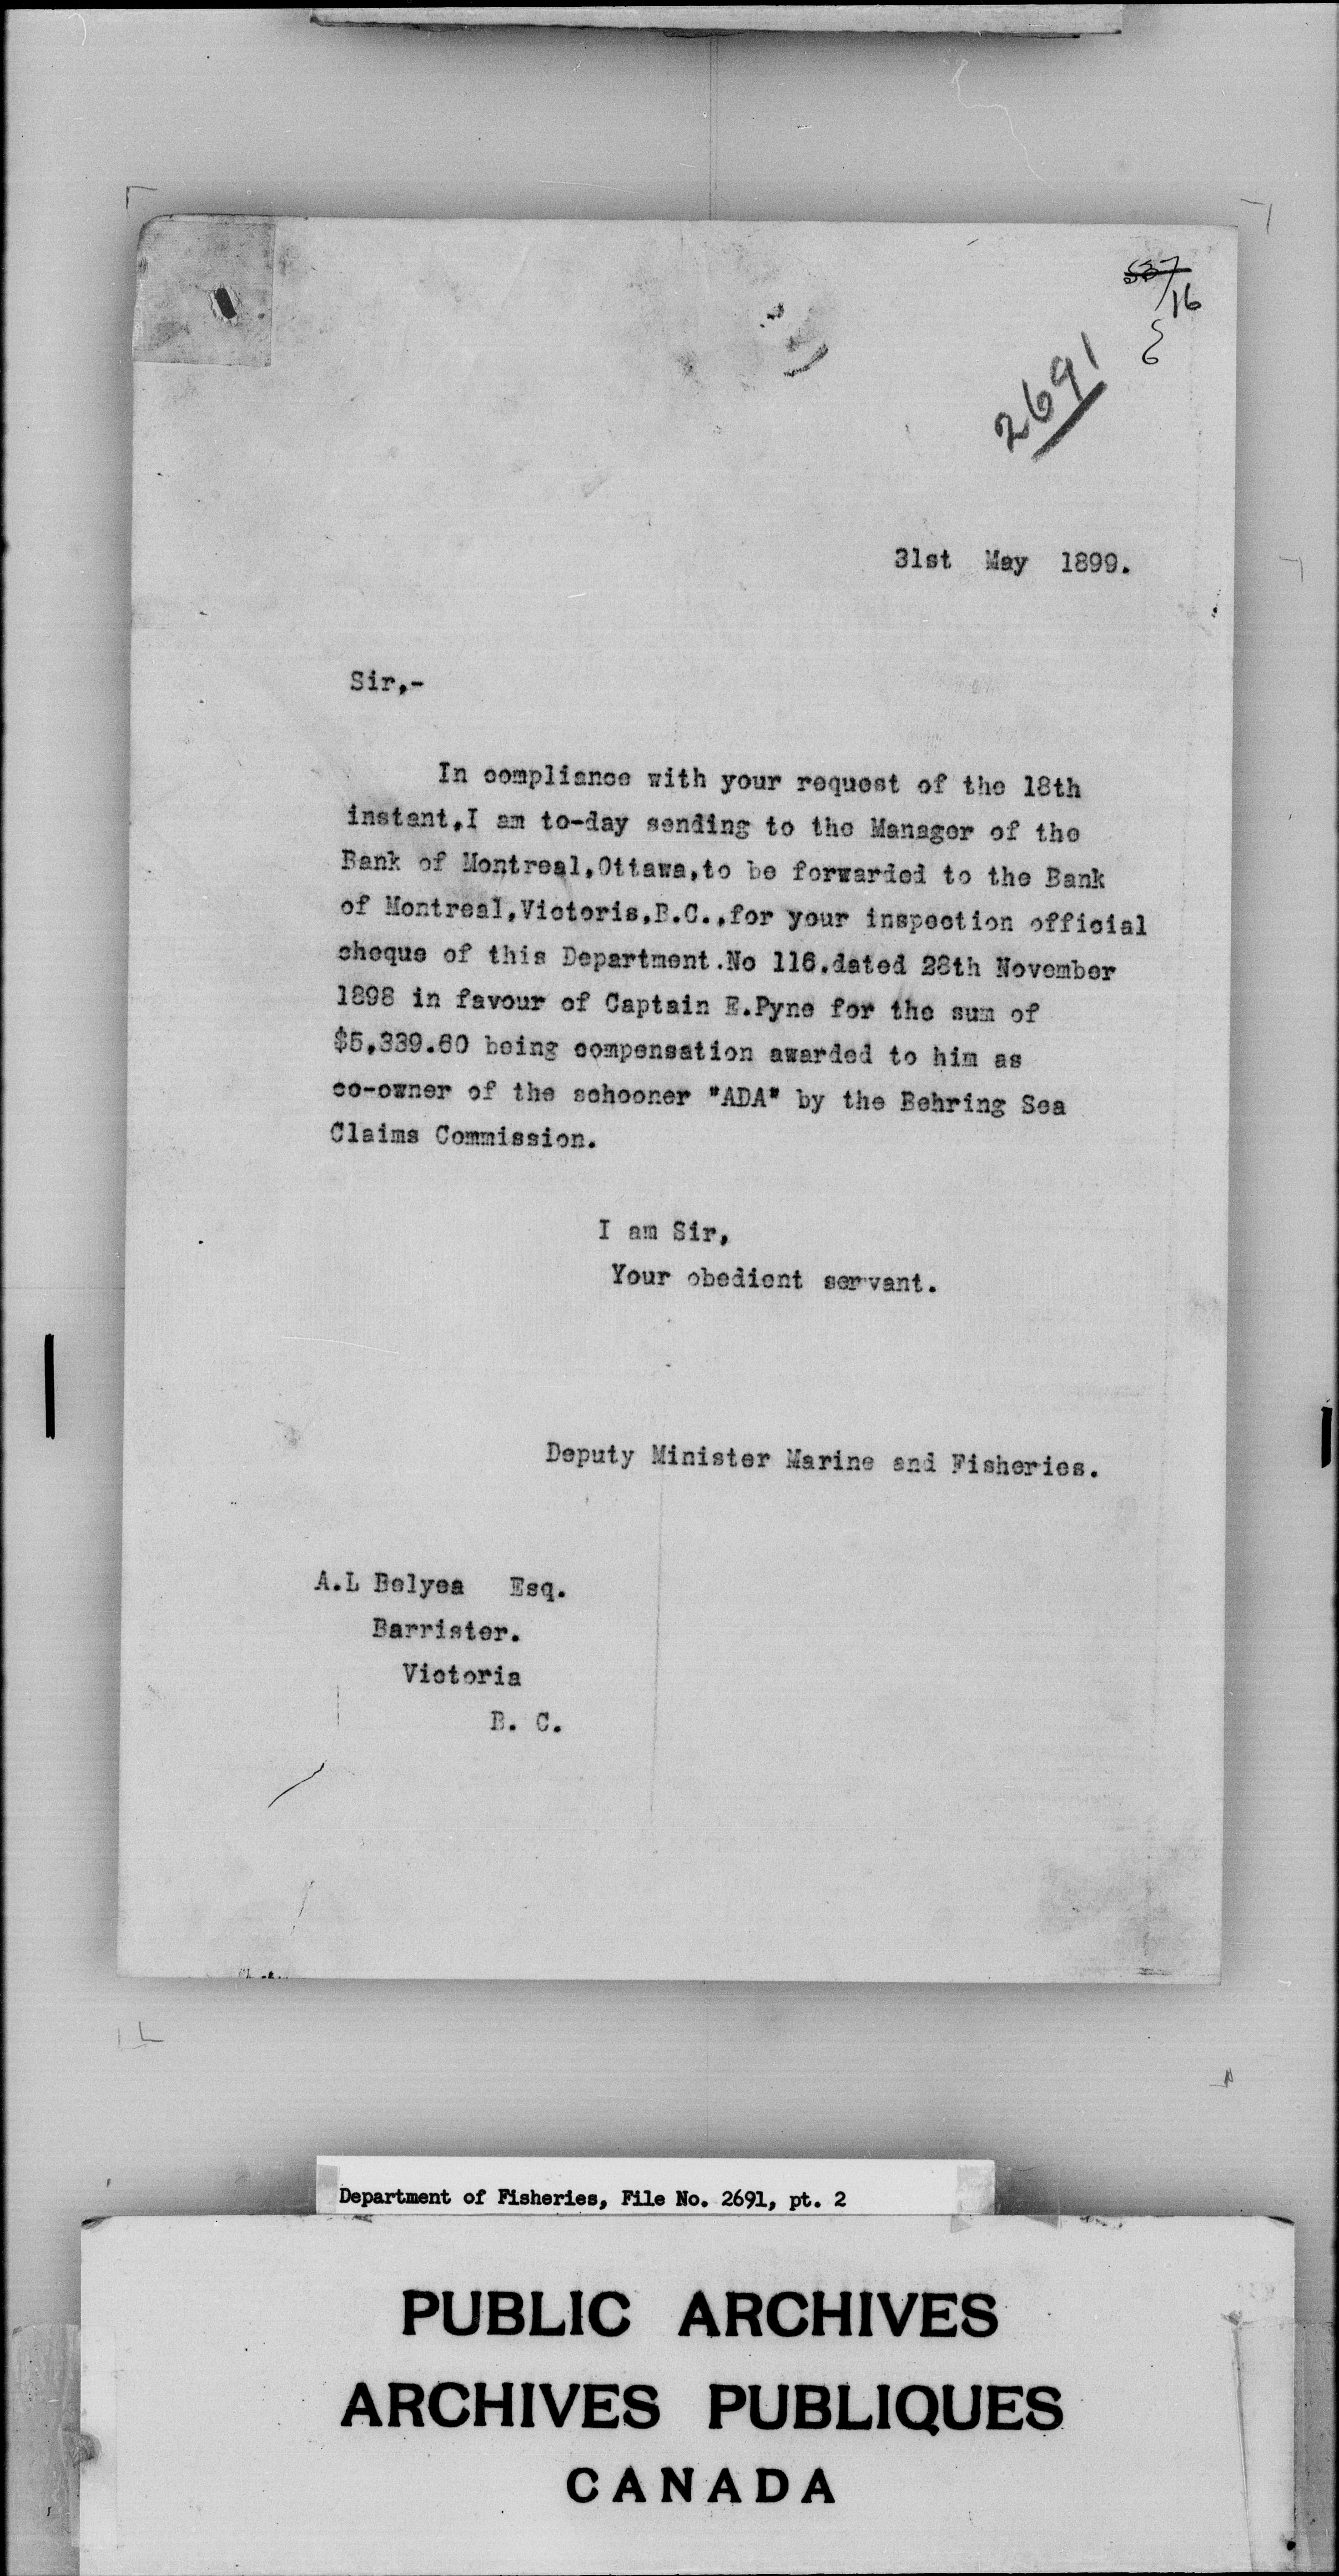 537
/16
6
2691
31st May 1899.
Sir,-
In compliance with your request of the 18th
instant,I am to-day sending to the Manager of the
Bank of Montreal,Ottawa,to be forwarded to the Bank
of Montreal,Victoris,B.C.,for your inspection official
cheque of this Department.No 116.dated 28th November
1898 in favour of Captain E.Pyne for the sum of
$5,339.60 being compensation awarded to him as
co-owner of the schooner "ADA" by the Behring Sea
Claims Commission.
I am Sir,
Your obedient servant.
Deputy Minister Marine and Fisheries.
A.L Belyea Esq.
Barrister.
Victoria
B. C.
Department of Fisheries, File No. 2691, pt. 2
PUBLIC ARCHIVES
ARCHIVES PUBLIQUES
CANADA